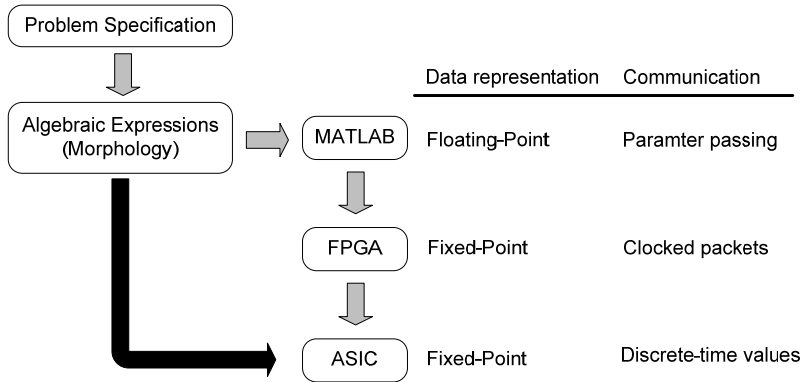 Problem Specification
Data representation Communication
Algebraic Expressions
(Morphology)
MATLAB Floating-Point Paramter passing
FPGA Fixed-Point Clocked packets
ASIC Fixed-Point Discrete-time values